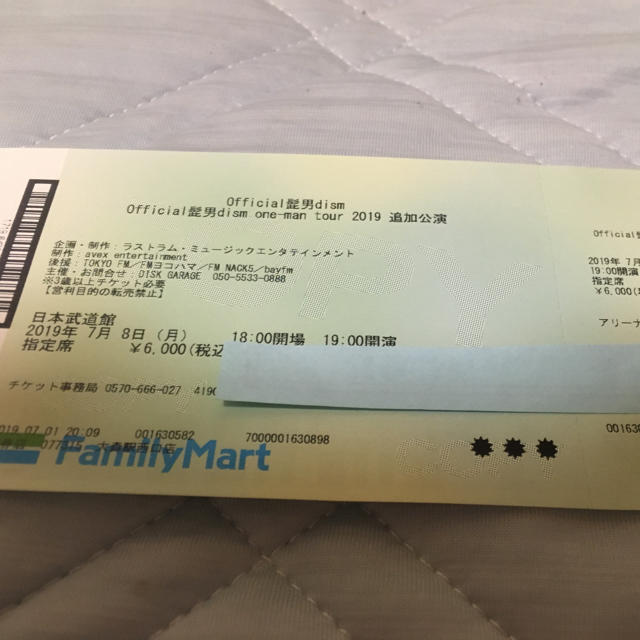 Official髭男dism
Official髭男dism one-man tour 2019 追加公演
企画・制作：ラストラム・ミュージックエンタテインメント
制作：avex entertainment
後援：TOKYO FM／FMヨコハマ／FM NACK5／bayfm
主催・お問合せ：DISK GARAGE 050-5533-0888
※3歳以上チケット必要
【営利目的の転売禁止】
日本武道館
2019年 7月 8日（月） 18:00開場 19:00開演
指定席 ￥6,000(税込
チケット事務局 0570-666-027 4190
019.07.01 20:09 001630582 7000001630898
大森駅西口店
FamilyMart
Official髭
2019年 7月
19:00開演
指定席
￥6,000(税
アリーナ
001630